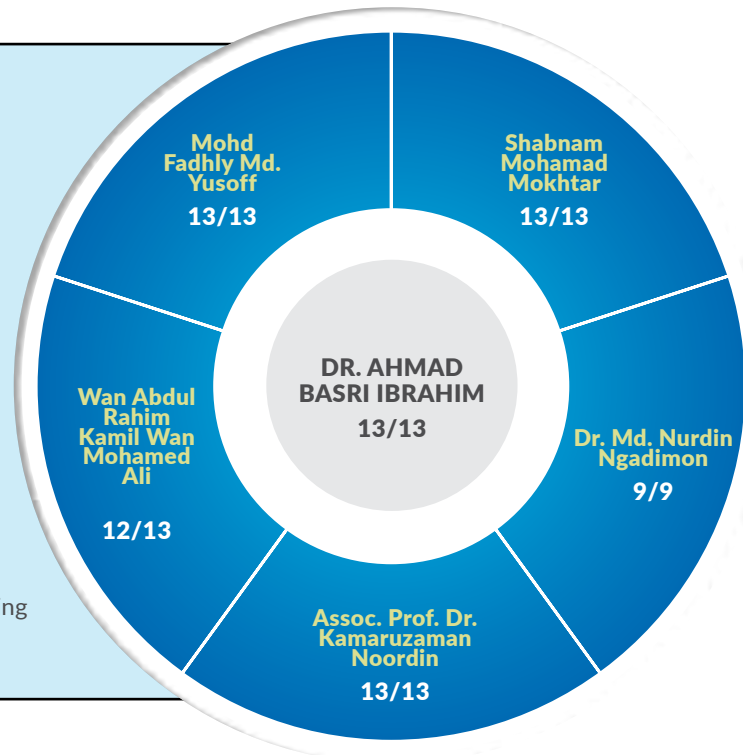 Mohd
Fadhly Md.
Yusoff
13/13
Shabnam
Mohamad
Mokhtar
13/13
DR. AHMAD
BASRI IBRAHIM
13/13
Wan Abdul
Rahim
Kamil Wan
Mohamed
Ali
12/13
Dr. Md. Nurdin
Ngadimon
9/9
Assoc. Prof. Dr.
Kamaruzaman
Noordin
13/13